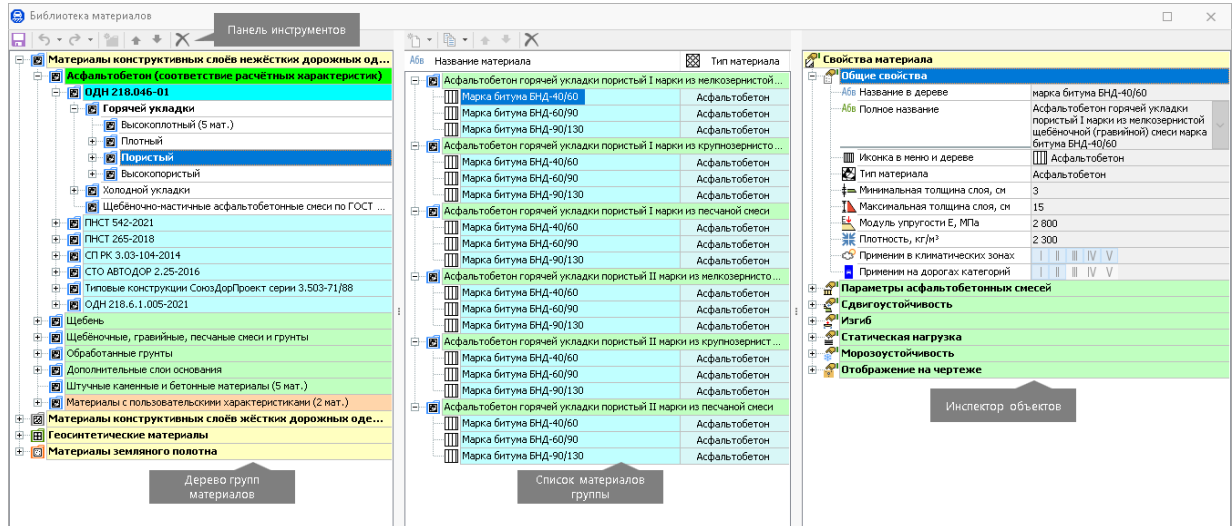 Библиотека материалов
Панель инструментов
Материалы конструктивных слоёв нежёстких дорожных од...
Асфальтобетон (соответствие расчётных характеристик)
ОДН 218.046-01
Горячей укладки
Высокоплотный (5 мат.)
Плотный
Пористый
Высокопористый
Холодной укладки
Щебёночно-мастичные асфальтобетонные смеси по ГОСТ ...
ПНСТ 542-2021
ПНСТ 265-2018
СП РК 3.03-104-2014
СТО АВТОДОР 2.25-2016
Типовые конструкции СоюзДорПроект серии 3.503-71/88
ОДН 218.6.1.005-2021
Щебень
Щебёночные, гравийные, песчаные смеси и грунты
Обработанные грунты
Дополнительные слои основания
Штучные каменные и бетонные материалы (5 мат.)
Материалы с пользовательскими характеристиками (2 мат.)
Материалы конструктивных слоёв жёстких дорожных оде...
Геосинтетические материалы
Материалы земляного полотна
Дерево групп
материалов
Абв Название материала Тип материала
Асфальтобетон горячей укладки пористый I марки из мелкозернистой...
Марка битума БНД-40/60 Асфальтобетон
Марка битума БНД-60/90 Асфальтобетон
Марка битума БНД-90/130 Асфальтобетон
Асфальтобетон горячей укладки пористый I марки из крупнозернисто...
Марка битума БНД-40/60 Асфальтобетон
Марка битума БНД-60/90 Асфальтобетон
Марка битума БНД-90/130 Асфальтобетон
Асфальтобетон горячей укладки пористый I марки из песчаной смеси
Марка битума БНД-40/60 Асфальтобетон
Марка битума БНД-60/90 Асфальтобетон
Марка битума БНД-90/130 Асфальтобетон
Асфальтобетон горячей укладки пористый II марки из мелкозернисто...
Марка битума БНД-40/60 Асфальтобетон
Марка битума БНД-60/90 Асфальтобетон
Марка битума БНД-90/130 Асфальтобетон
Асфальтобетон горячей укладки пористый II марки из крупнозернист...
Марка битума БНД-40/60 Асфальтобетон
Марка битума БНД-60/90 Асфальтобетон
Марка битума БНД-90/130 Асфальтобетон
Асфальтобетон горячей укладки пористый II марки из песчаной смеси
Марка битума БНД-40/60 Асфальтобетон
Марка битума БНД-60/90 Асфальтобетон
Марка битума БНД-90/130 Асфальтобетон
Список материалов
группы
Свойства материала
Общие свойства
Абв Название в дереве марка битума БНД-40/60
Абв Полное название Асфальтобетон горячей укладки
пористый I марки из мелкозернистой
щебёночной (гравийной) смеси марка
битума БНД-40/60
Иконка в меню и дереве Асфальтобетон
Тип материала Асфальтобетон
Минимальная толщина слоя, см 3
Максимальная толщина слоя, см 15
Модуль упругости E, МПа 2 800
Плотность, кг/м³ 2 300
Применим в климатических зонах I II III IV V
Применим на дорогах категорий I II III IV V
Параметры асфальтобетонных смесей
Сдвигоустойчивость
Изгиб
Статическая нагрузка
Морозоустойчивость
Отображение на чертеже
Инспектор объектов